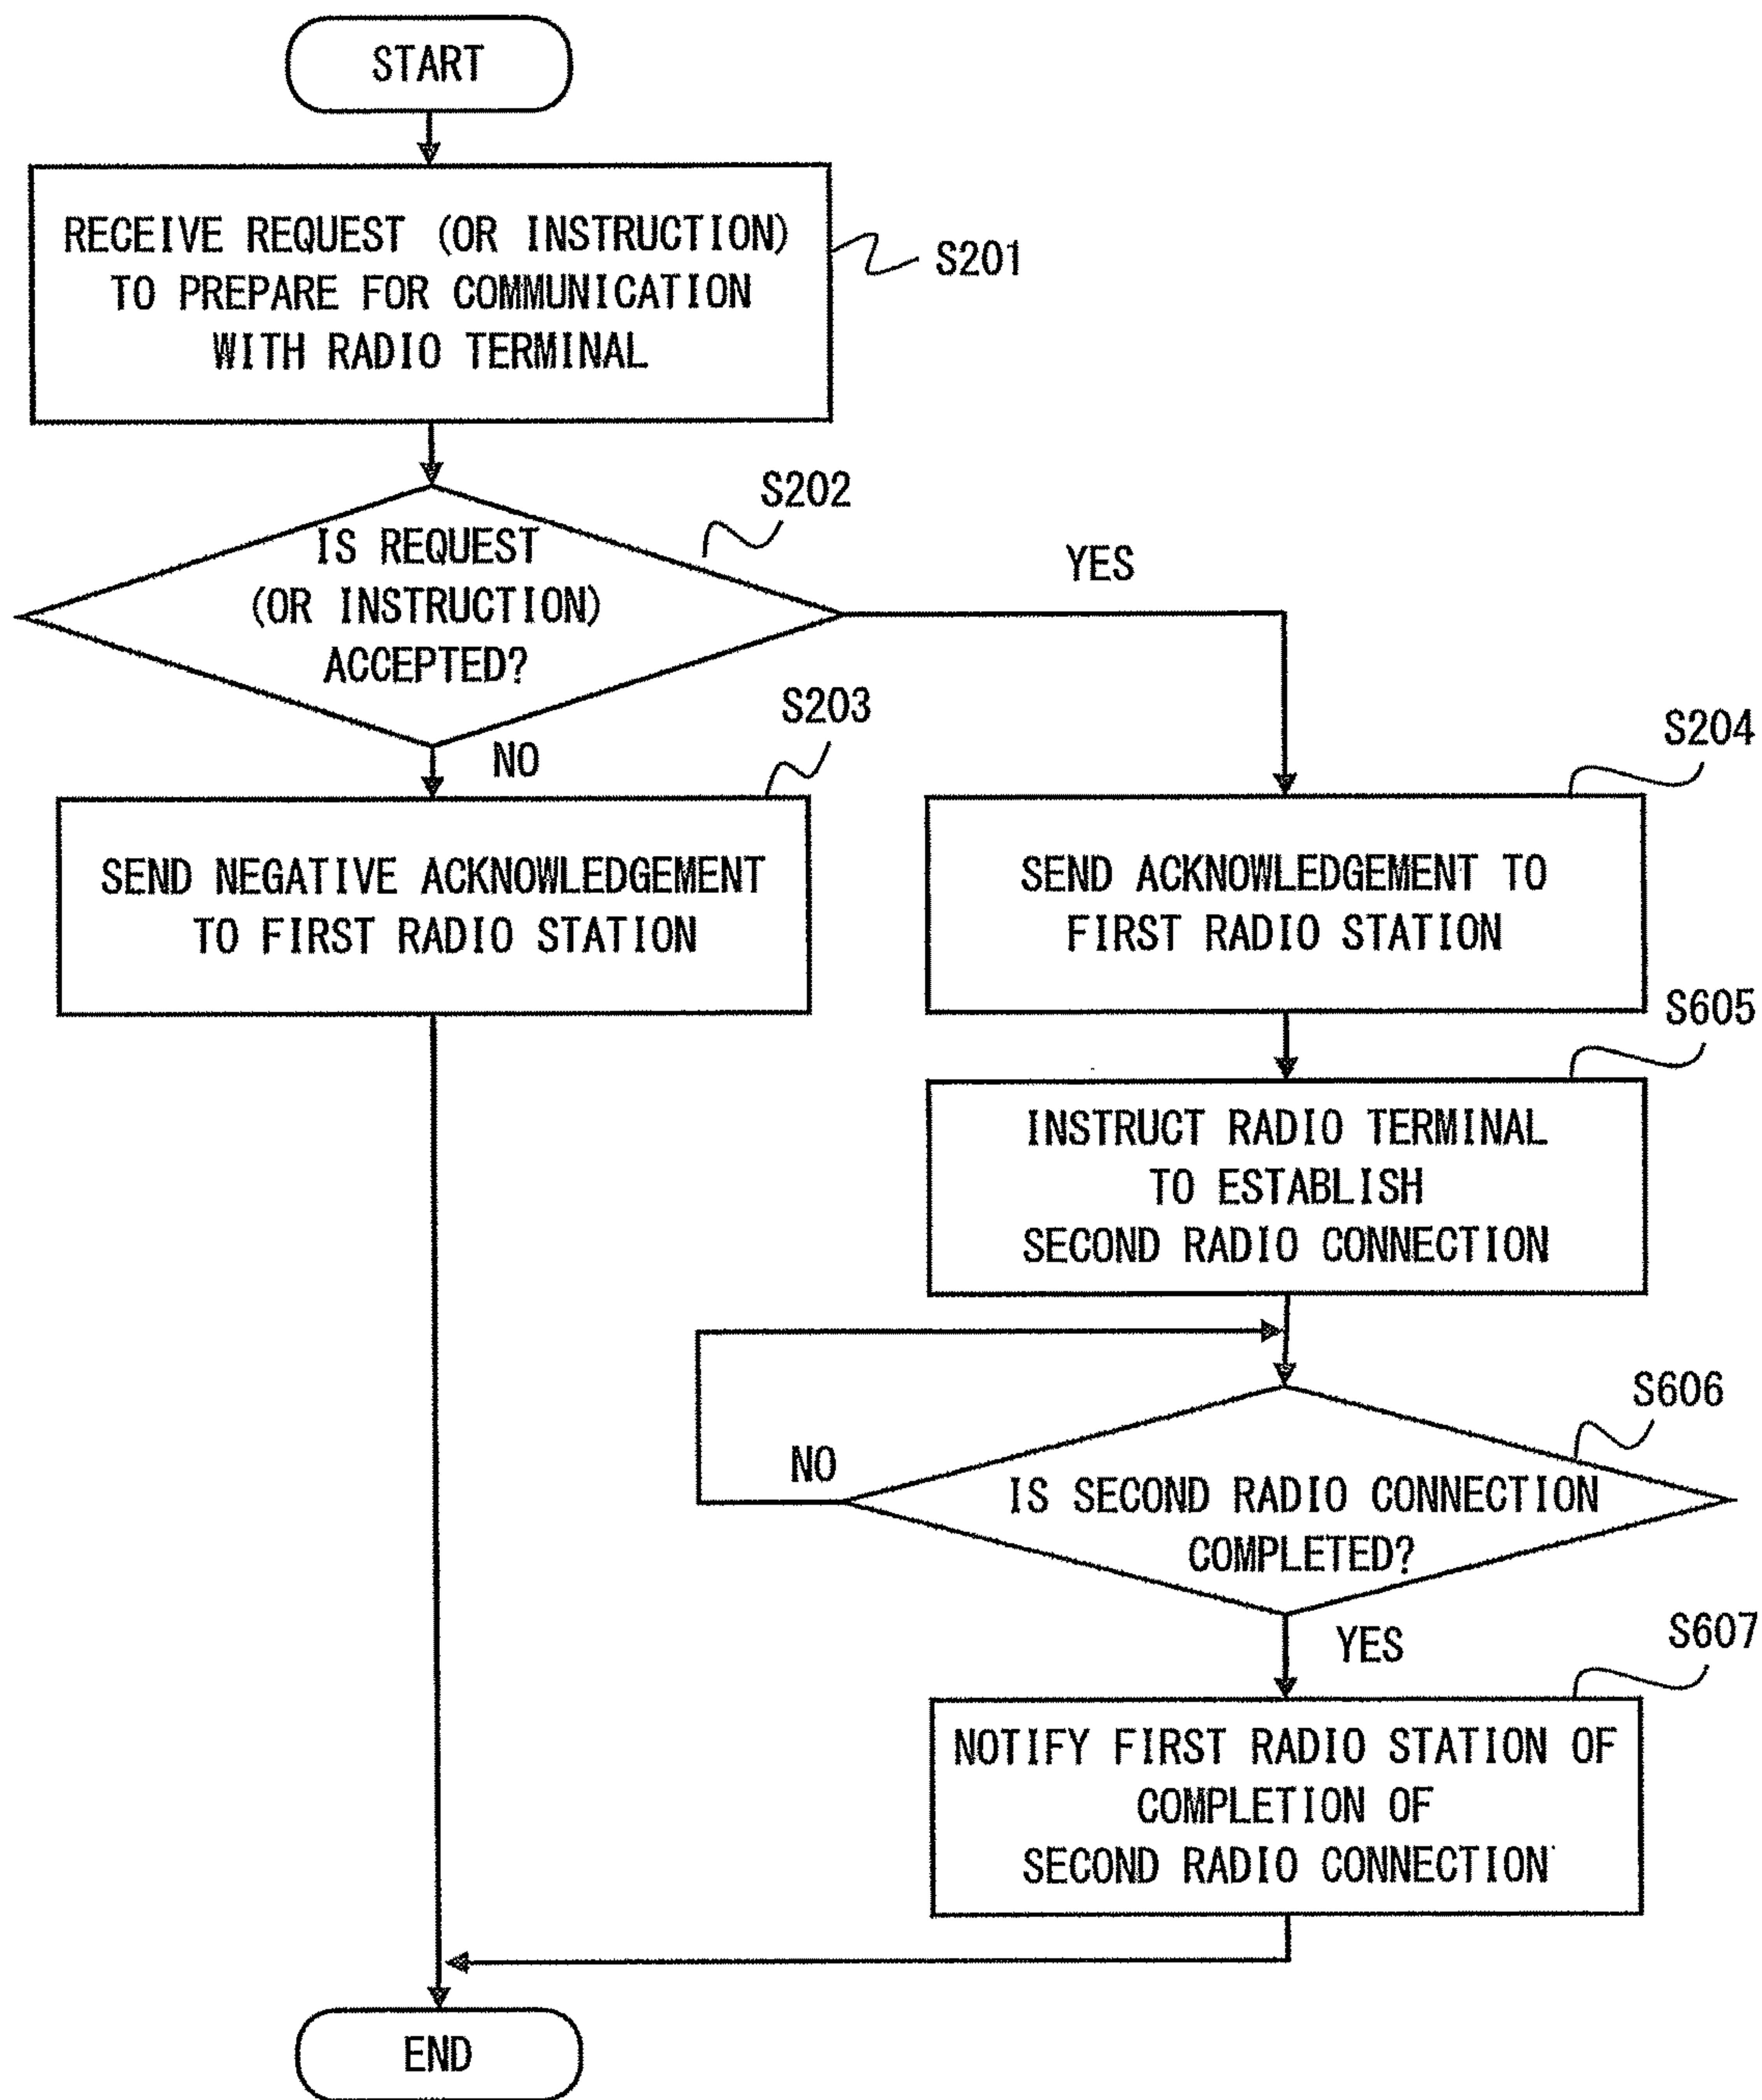 START
RECEIVE REQUEST (OR INSTRUCTION)
TO PREPARE FOR COMMUNICATION
WITH RADIO TERMINAL
S201
S202
IS REQUEST
(OR INSTRUCTION)
ACCEPTED?
YES
NO
S203
SEND NEGATIVE ACKNOWLEDGEMENT
TO FIRST RADIO STATION
S204
SEND ACKNOWLEDGEMENT TO
FIRST RADIO STATION
S605
INSTRUCT RADIO TERMINAL
TO ESTABLISH
SECOND RADIO CONNECTION
S606
NO
IS SECOND RADIO CONNECTION
COMPLETED?
YES
S607
NOTIFY FIRST RADIO STATION OF
COMPLETION OF
SECOND RADIO CONNECTION
END